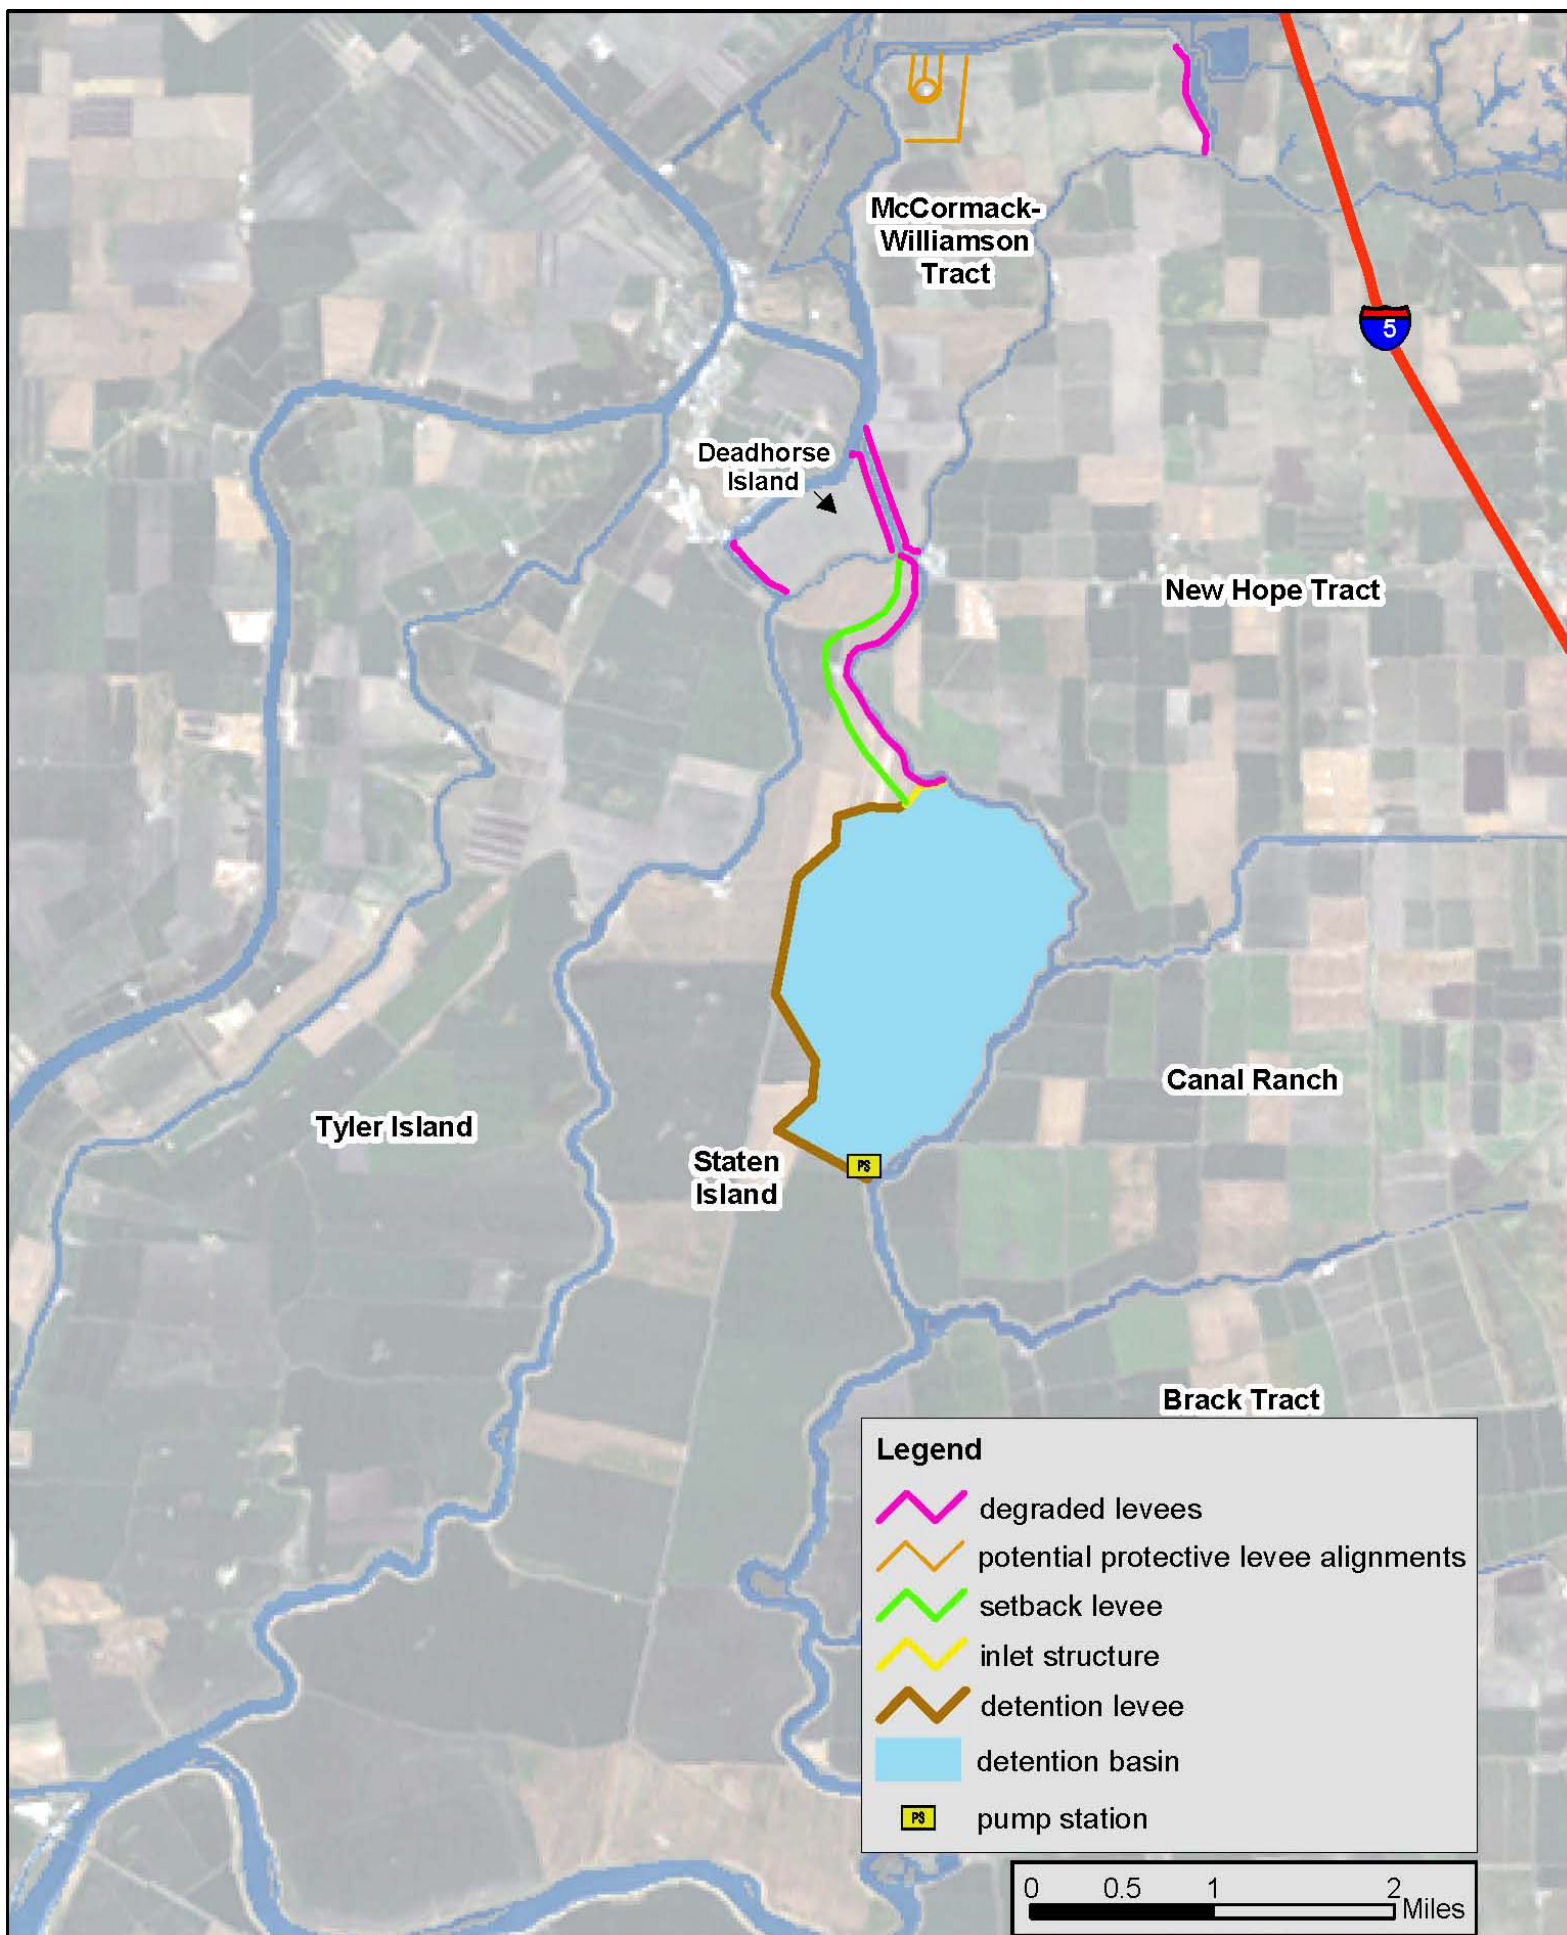 McCormack-
Williamson
Tract
5
Deadhorse
Island
New Hope Tract
Canal Ranch
Tyler Island
Staten
Island
PS
Brack Tract
Legend
degraded levees
potential protective levee alignments
setback levee
inlet structure
detention levee
detention basin
PS pump station
0 0.5 1 2
Miles